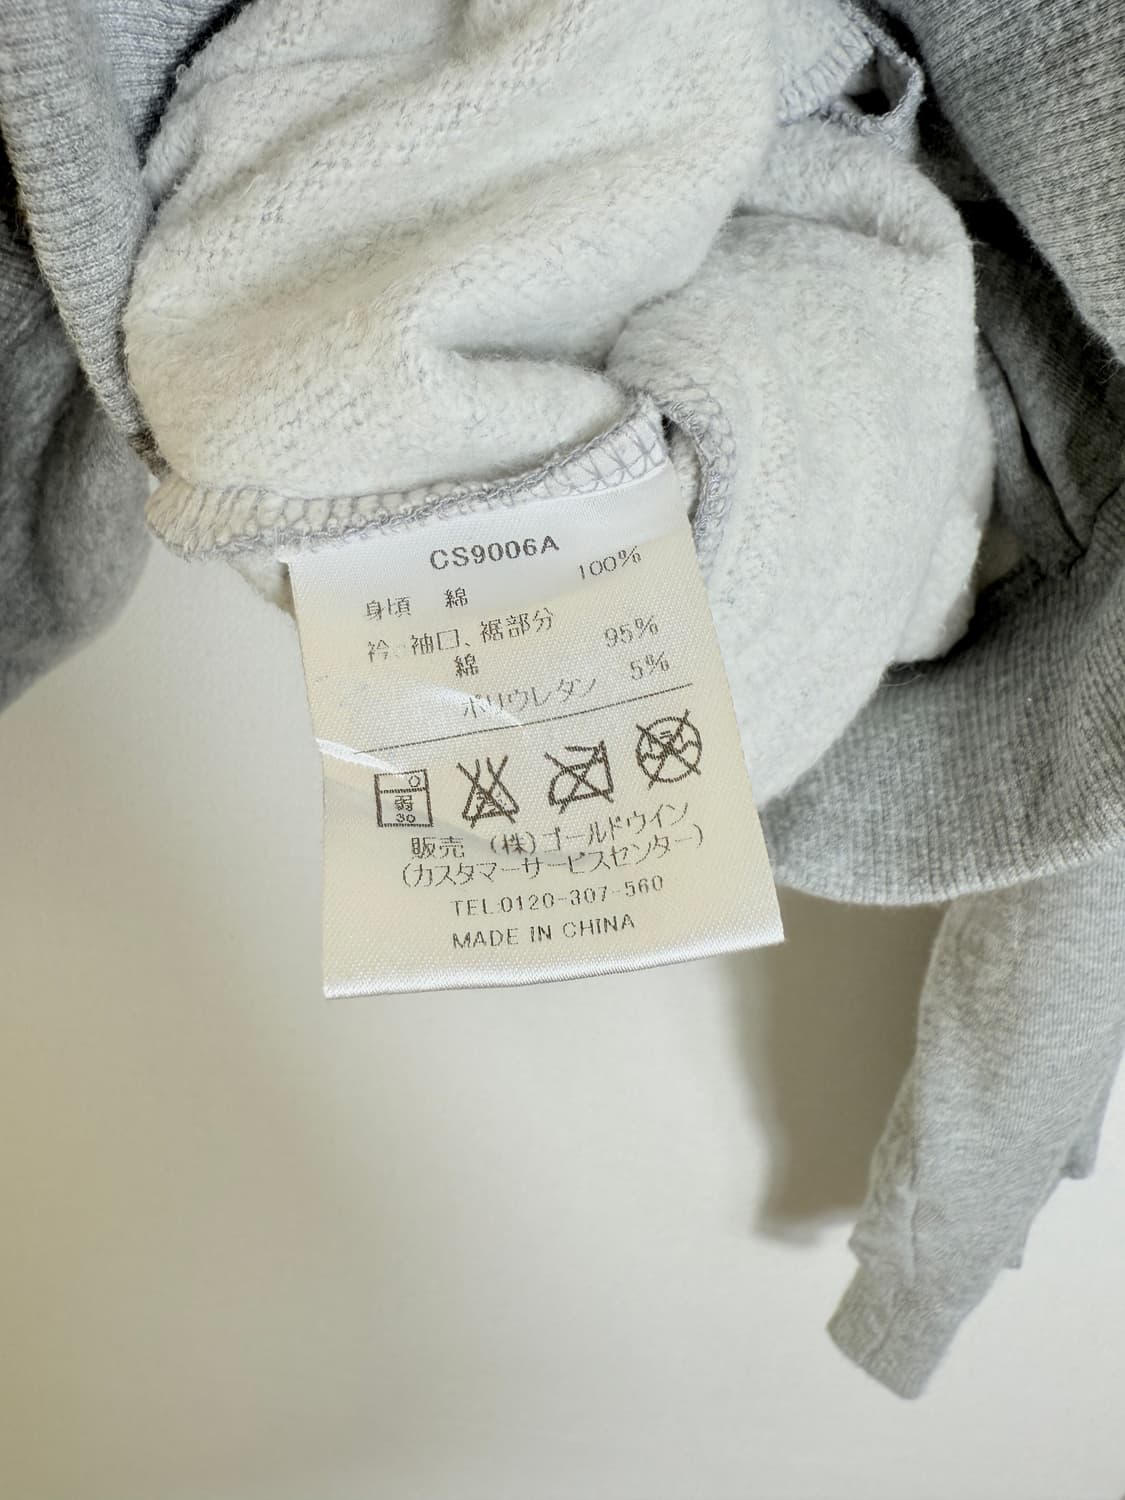 CS9006A
身頃 綿 100%
衿、袖口、裾部分
綿 95%
ポリウレタン 5%
弱
30
販売 (株)ゴールドウイン
(カスタマーサービスセンター)
TEL:0120-307-560
MADE IN CHINA